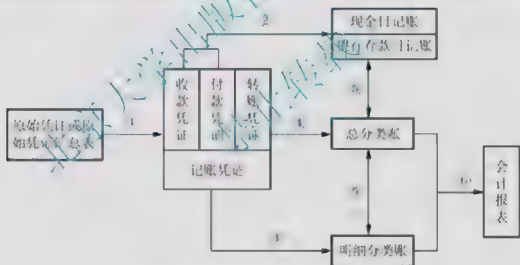 现金日记账
银行存款日记账
2
收款凭证
付款凭证
转账凭证
记账凭证
原始凭证或原
始凭证汇总表
1
4
5
总分类账
5
会计报表
3
明细分类账